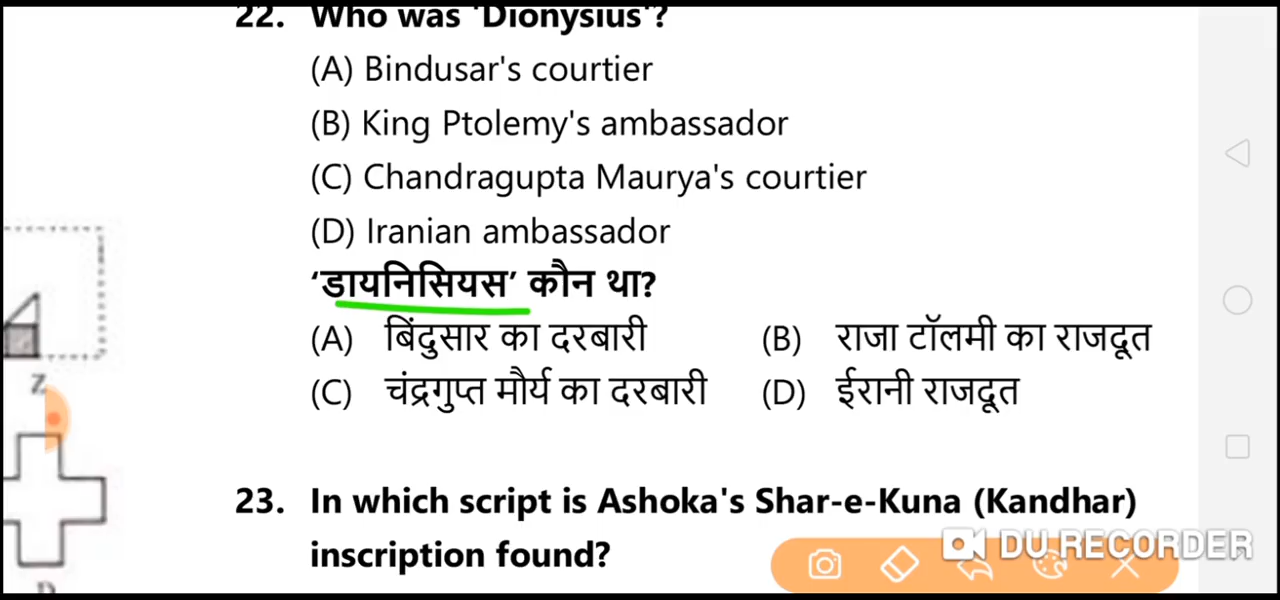 22. Who was 'Dionysius'?
(A) Bindusar's courtier
(B) King Ptolemy's ambassador
(C) Chandragupta Maurya's courtier
(D) Iranian ambassador
‘डायनिसियस’ कौन था?
(A) बिंदुसार का दरबारी (B) राजा टॉलमी का राजदूत
(C) चंद्रगुप्त मौर्य का दरबारी (D) ईरानी राजदूत
Z
23. In which script is Ashoka's Shar-e-Kuna (Kandhar)
inscription found?
DU RECORDER